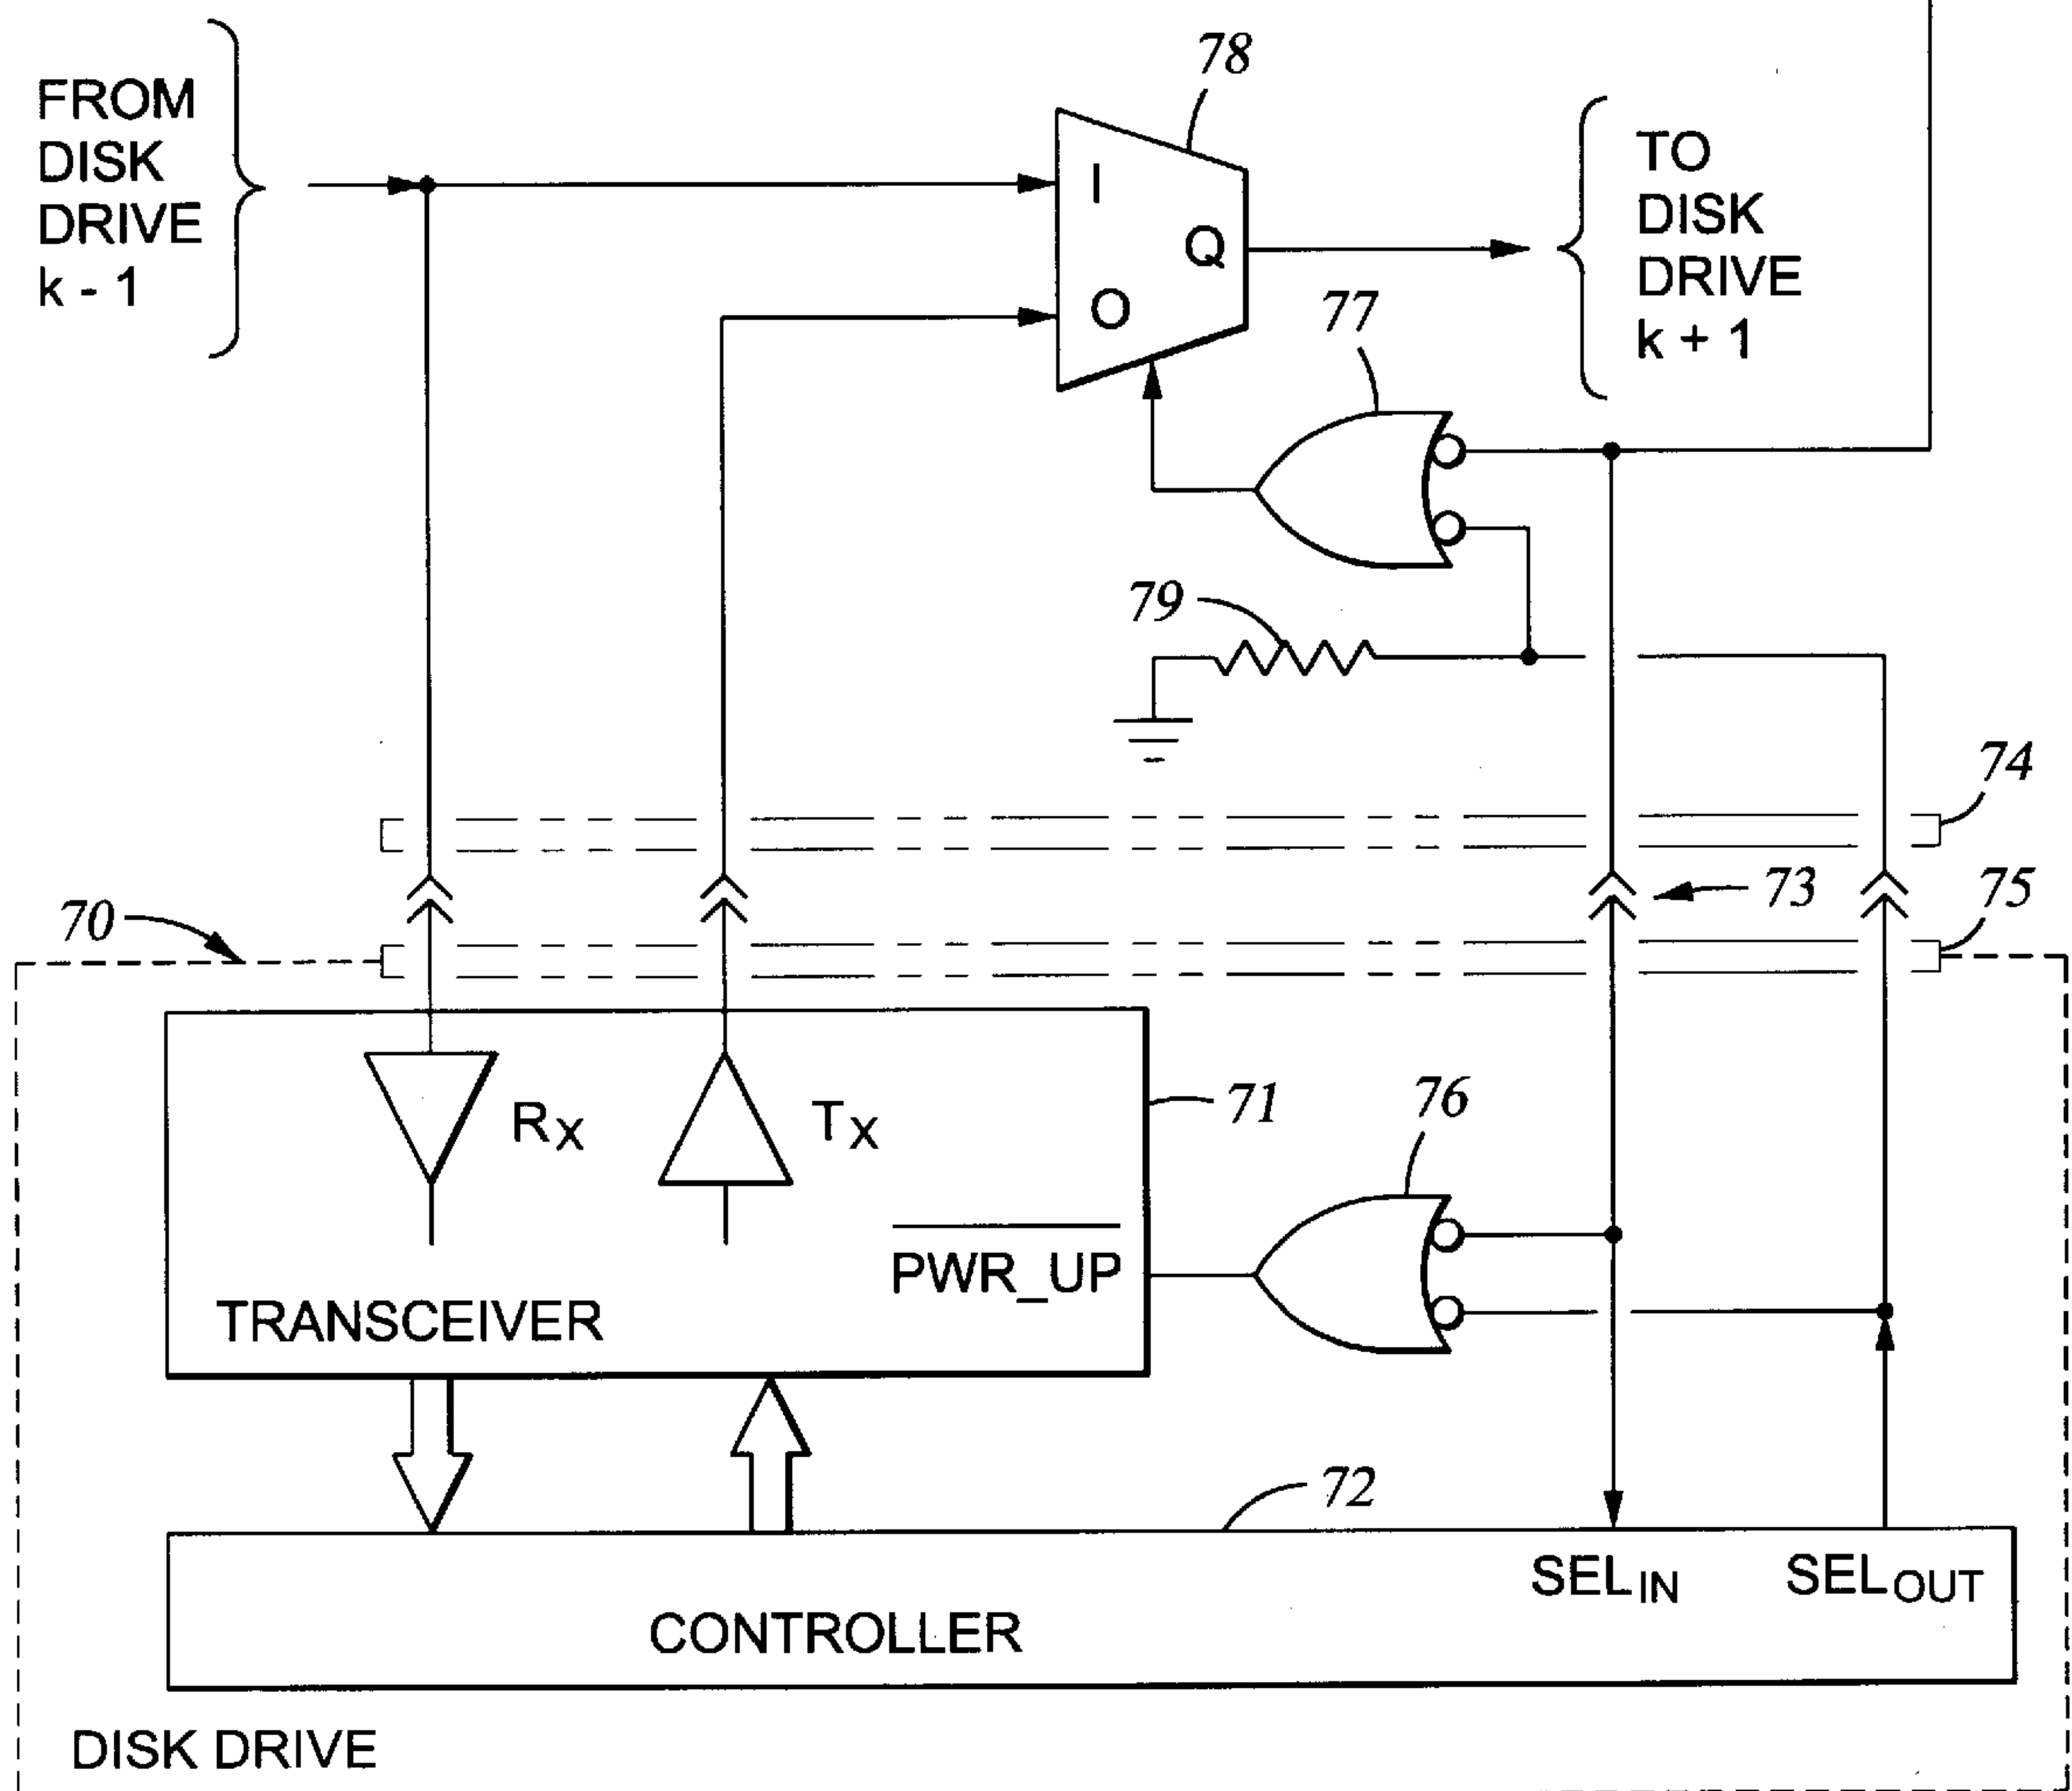 FROM
DISK
DRIVE
k - 1
78
I
O
Q
TO
DISK
DRIVE
k + 1
77
79
74
73
75
70
RX
TX
71
76
PWR_UP
TRANSCEIVER
72
SELIN
SELOUT
CONTROLLER
DISK DRIVE